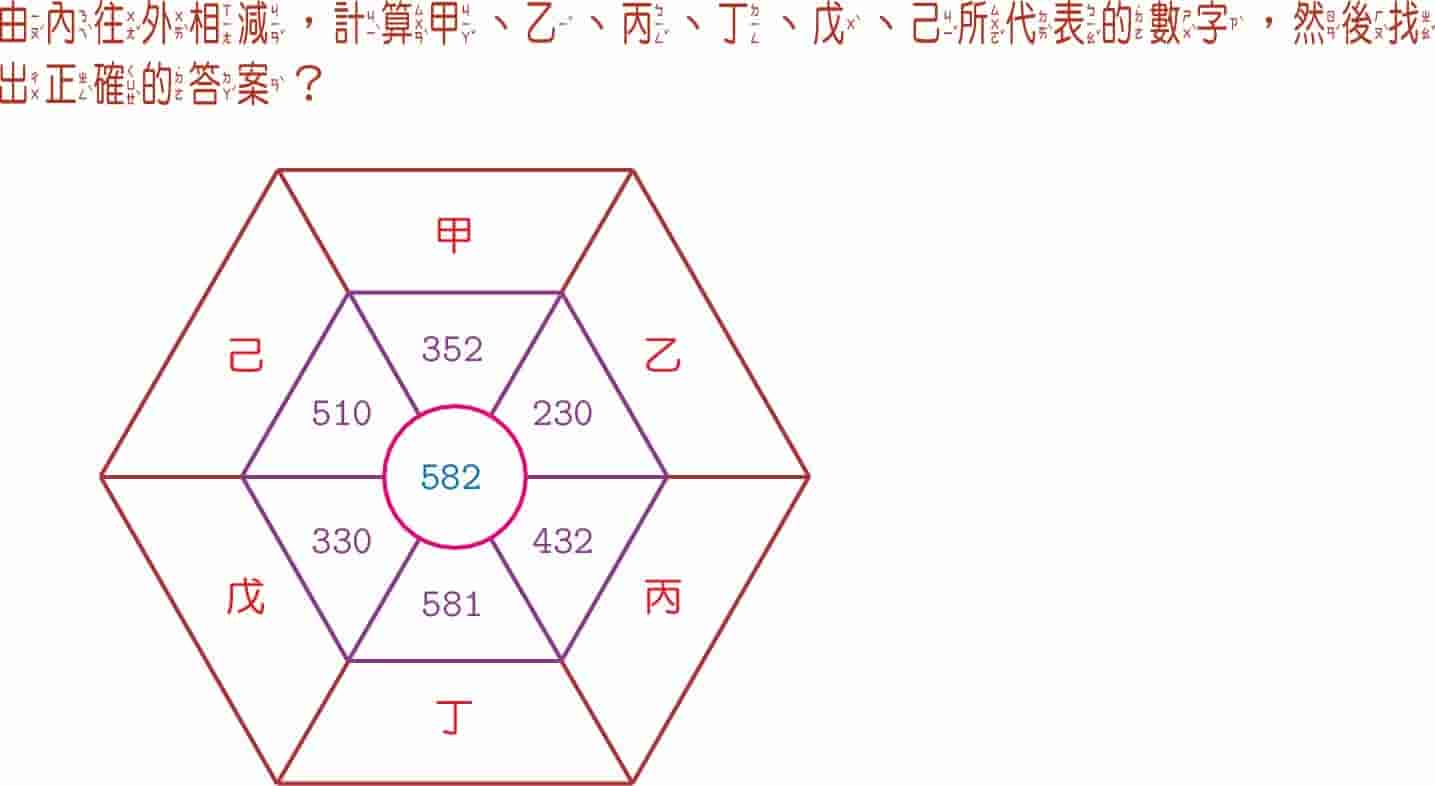 由內往外相減，計算甲、乙、丙、丁、戊、己所代表的數字，然後找
出正確的答案？
甲
352
己
乙
510
230
582
330
432
581
戊
丙
丁